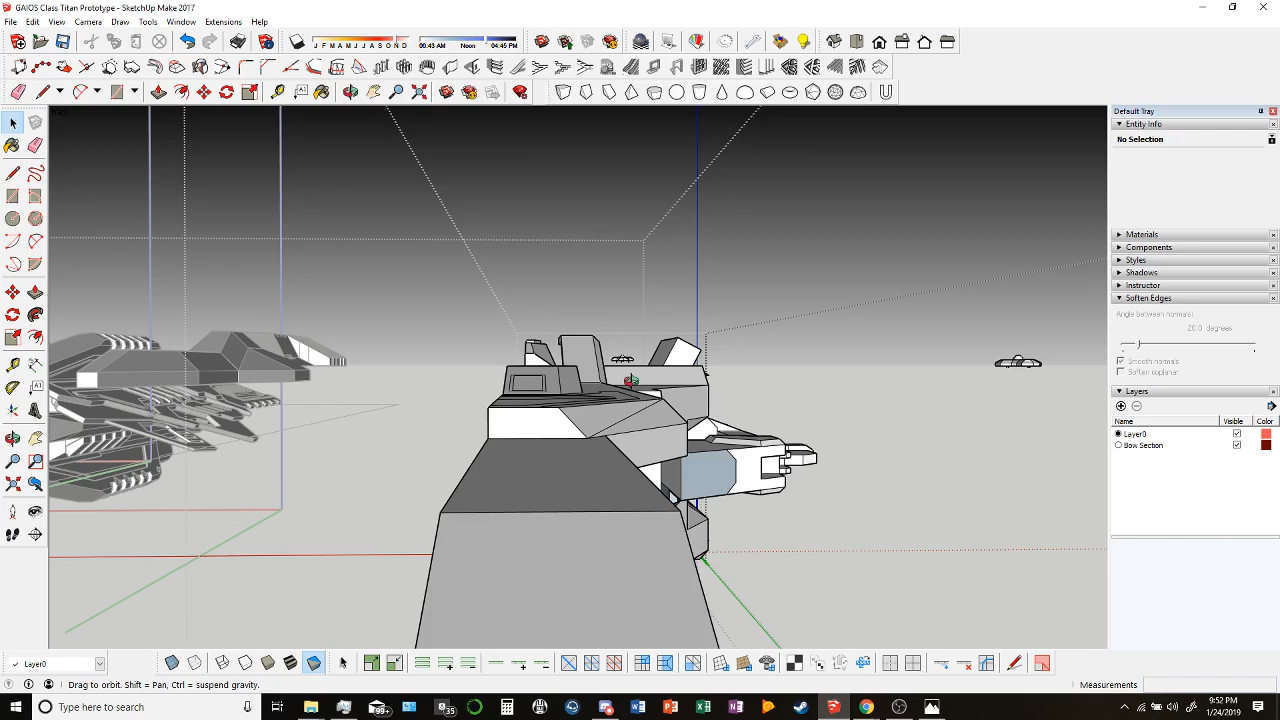 GAIOS Class Titan Prototype - SketchUp Make 2017
File Edit View Camera Draw Tools Window Extensions Help
J F M A M J J A S O N D
00:43 AM Noon 04:45 PM
Default Tray
Entity Info
No Selection
Materials
Components
Styles
Shadows
Instructor
Soften Edges
Angle between normals:
20.0 degrees
Smooth normals
Soften coplanar
Layers
Name Visible Color
Layer0
Bow Section
Layer0
Drag to orbit. Shift = Pan, Ctrl = suspend gravity.
Measurements
Type here to search
99+
35
9:52 PM
1/24/2019